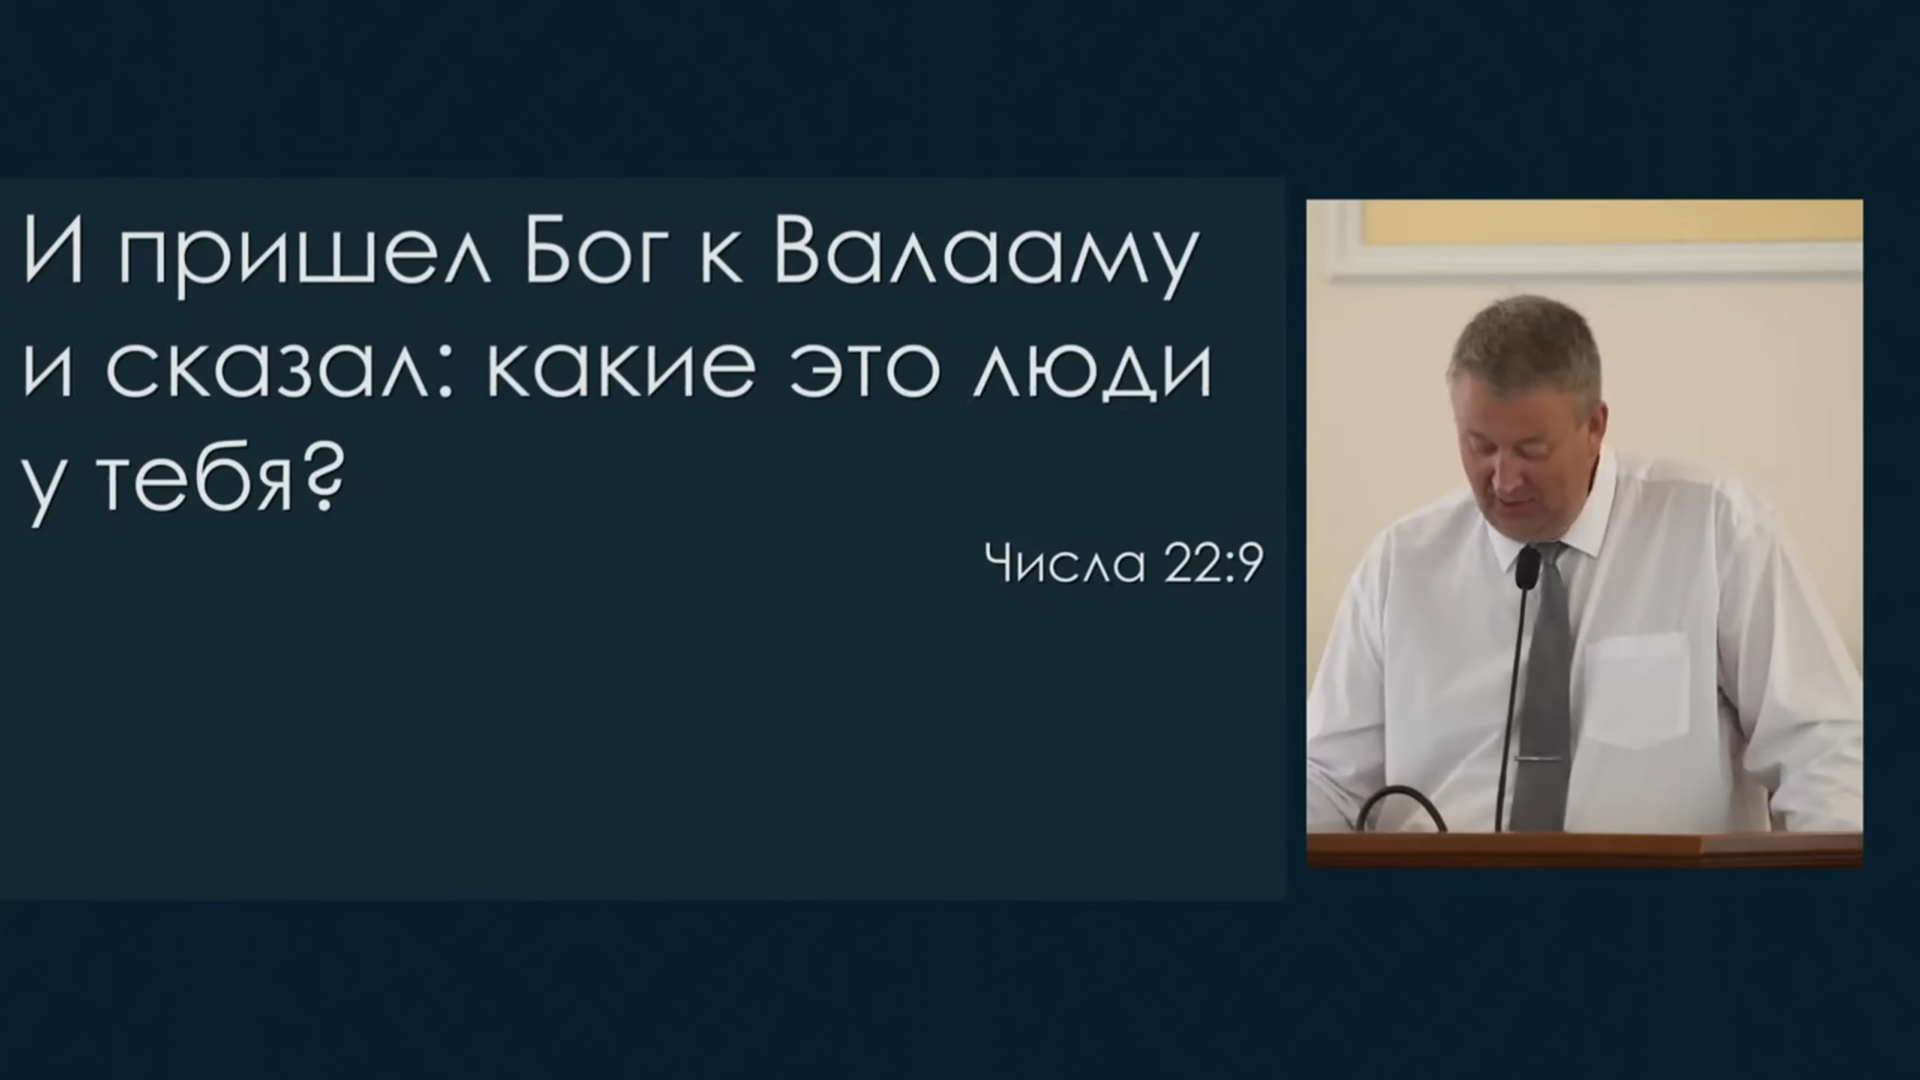 И пришел Бог к Валааму
и сказал: какие это люди
у тебя?
Числа 22:9